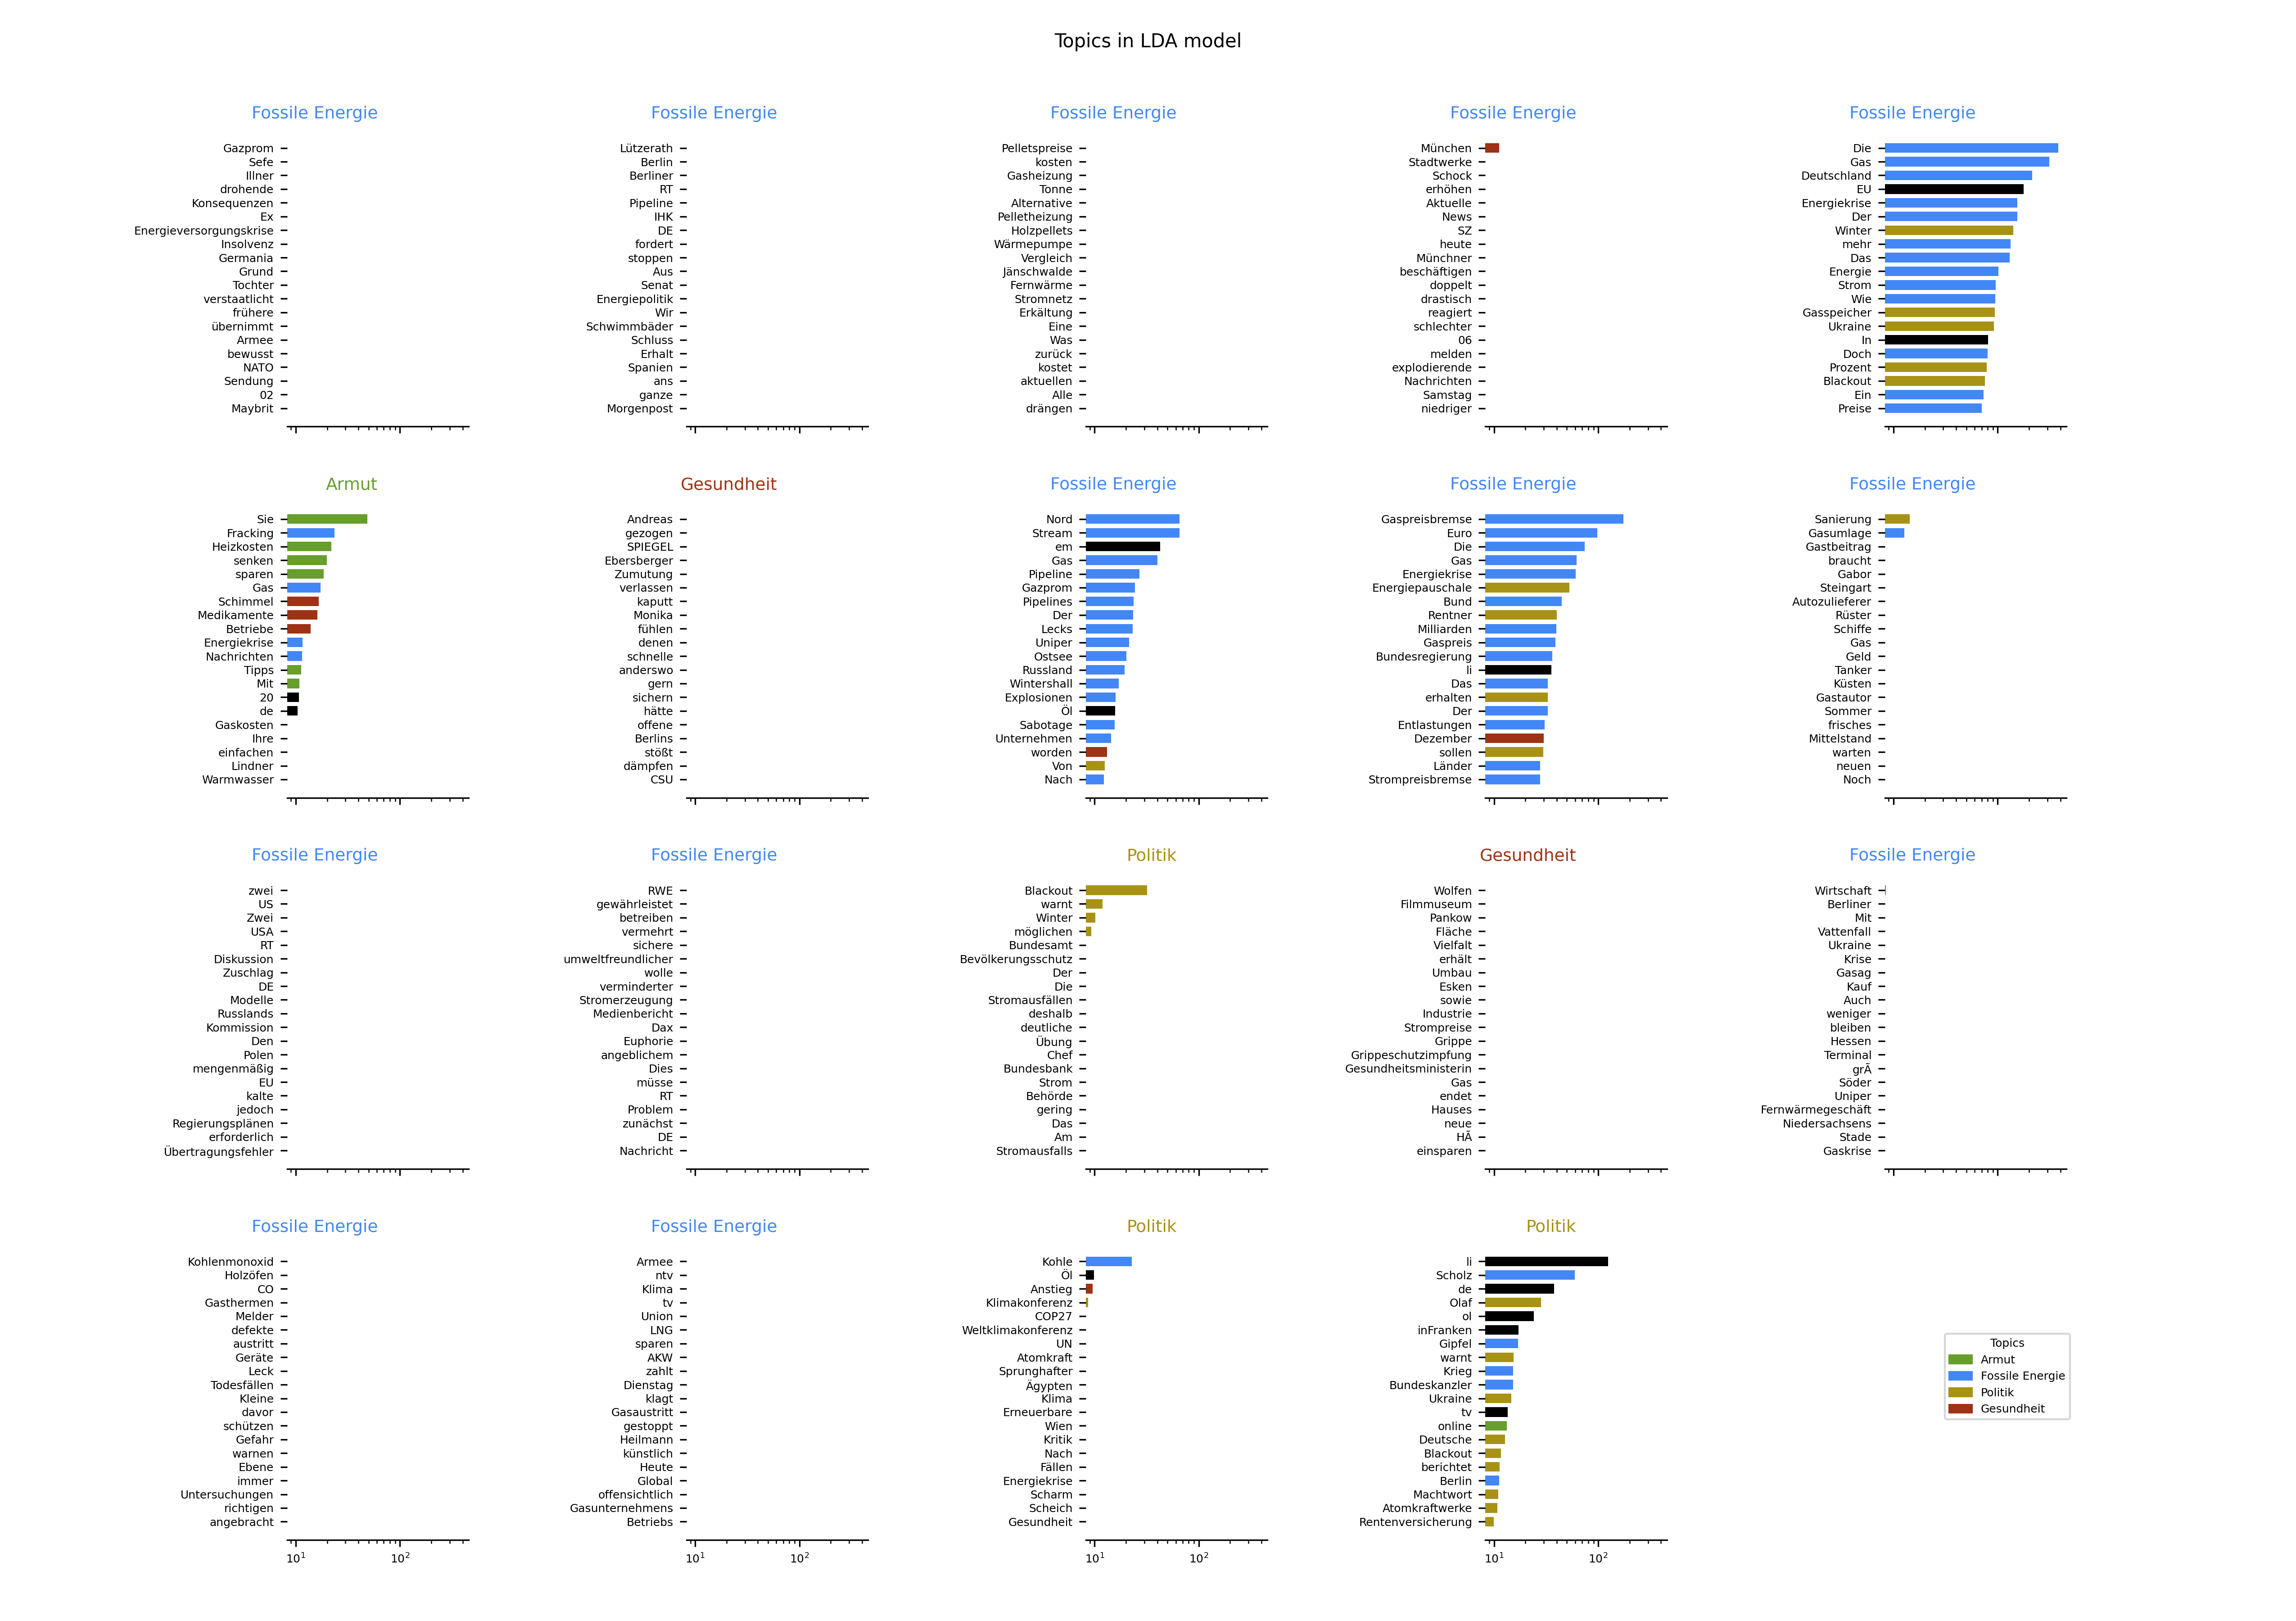 Topics in LDA model
Fossile Energie
Gazprom
Sefe
Illner
drohende
Konsequenzen
Ex
Energieversorgungskrise
Insolvenz
Germania
Grund
Tochter
verstaatlicht
frühere
übernimmt
Armee
bewusst
NATO
Sendung
02
Maybrit
Fossile Energie
Lützerath
Berlin
Berliner
RT
Pipeline
IHK
DE
fordert
stoppen
Aus
Senat
Energiepolitik
Wir
Schwimmbäder
Schluss
Erhalt
Spanien
ans
ganze
Morgenpost
Fossile Energie
Pelletspreise
kosten
Gasheizung
Tonne
Alternative
Pelletheizung
Holzpellets
Wärmepumpe
Vergleich
Jänschwalde
Fernwärme
Stromnetz
Erkältung
Eine
Was
zurück
kostet
aktuellen
Alle
drängen
Fossile Energie
München
Stadtwerke
Schock
erhöhen
Aktuelle
News
SZ
heute
Münchner
beschäftigen
doppelt
drastisch
reagiert
schlechter
06
melden
explodierende
Nachrichten
Samstag
niedriger
Fossile Energie
Die
Gas
Deutschland
EU
Energiekrise
Der
Winter
mehr
Das
Energie
Strom
Wie
Gasspeicher
Ukraine
In
Doch
Prozent
Blackout
Ein
Preise
Armut
Sie
Fracking
Heizkosten
senken
sparen
Gas
Schimmel
Medikamente
Betriebe
Energiekrise
Nachrichten
Tipps
Mit
20
de
Gaskosten
Ihre
einfachen
Lindner
Warmwasser
Gesundheit
Andreas
gezogen
SPIEGEL
Ebersberger
Zumutung
verlassen
kaputt
Monika
fühlen
denen
schnelle
anderswo
gern
sichern
hätte
offene
Berlins
stößt
dämpfen
CSU
Fossile Energie
Nord
Stream
em
Gas
Pipeline
Gazprom
Pipelines
Der
Lecks
Uniper
Ostsee
Russland
Wintershall
Explosionen
Öl
Sabotage
Unternehmen
worden
Von
Nach
Fossile Energie
Gaspreisbremse
Euro
Die
Gas
Energiekrise
Energiepauschale
Bund
Rentner
Milliarden
Gaspreis
Bundesregierung
li
Das
erhalten
Der
Entlastungen
Dezember
sollen
Länder
Strompreisbremse
Fossile Energie
Sanierung
Gasumlage
Gastbeitrag
braucht
Gabor
Steingart
Autozulieferer
Rüster
Schiffe
Gas
Geld
Tanker
Küsten
Gastautor
Sommer
frisches
Mittelstand
warten
neuen
Noch
Fossile Energie
zwei
US
Zwei
USA
RT
Diskussion
Zuschlag
DE
Modelle
Russlands
Kommission
Den
Polen
mengenmäßig
EU
kalte
jedoch
Regierungsplänen
erforderlich
Übertragungsfehler
Fossile Energie
RWE
gewährleistet
betreiben
vermehrt
sichere
umweltfreundlicher
wolle
verminderter
Stromerzeugung
Medienbericht
Dax
Euphorie
angeblichem
Dies
müsse
RT
Problem
zunächst
DE
Nachricht
Politik
Blackout
warnt
Winter
möglichen
Bundesamt
Bevölkerungsschutz
Der
Die
Stromausfällen
deshalb
deutliche
Übung
Chef
Bundesbank
Strom
Behörde
gering
Das
Am
Stromausfalls
Gesundheit
Wolfen
Filmmuseum
Pankow
Fläche
Vielfalt
erhält
Umbau
Esken
sowie
Industrie
Strompreise
Grippe
Grippeschutzimpfung
Gesundheitsministerin
Gas
endet
Hauses
neue
HÃ
einsparen
Fossile Energie
Wirtschaft
Berliner
Mit
Vattenfall
Ukraine
Krise
Gasag
Kauf
Auch
weniger
bleiben
Hessen
Terminal
grÃ
Söder
Uniper
Fernwärmegeschäft
Niedersachsens
Stade
Gaskrise
Fossile Energie
Kohlenmonoxid
Holzöfen
CO
Gasthermen
Melder
defekte
austritt
Geräte
Leck
Todesfällen
Kleine
davor
schützen
Gefahr
warnen
Ebene
immer
Untersuchungen
richtigen
angebracht
10¹ 10²
Fossile Energie
Armee
ntv
Klima
tv
Union
LNG
sparen
AKW
zahlt
Dienstag
klagt
Gasaustritt
gestoppt
Heilmann
künstlich
Heute
Global
offensichtlich
Gasunternehmens
Betriebs
10¹ 10²
Politik
Kohle
Öl
Anstieg
Klimakonferenz
COP27
Weltklimakonferenz
UN
Atomkraft
Sprunghafter
Ägypten
Klima
Erneuerbare
Wien
Kritik
Nach
Fällen
Energiekrise
Scharm
Scheich
Gesundheit
10¹ 10²
Politik
li
Scholz
de
Olaf
ol
inFranken
Gipfel
warnt
Krieg
Bundeskanzler
Ukraine
tv
online
Deutsche
Blackout
berichtet
Berlin
Machtwort
Atomkraftwerke
Rentenversicherung
10¹ 10²
Topics
Armut
Fossile Energie
Politik
Gesundheit